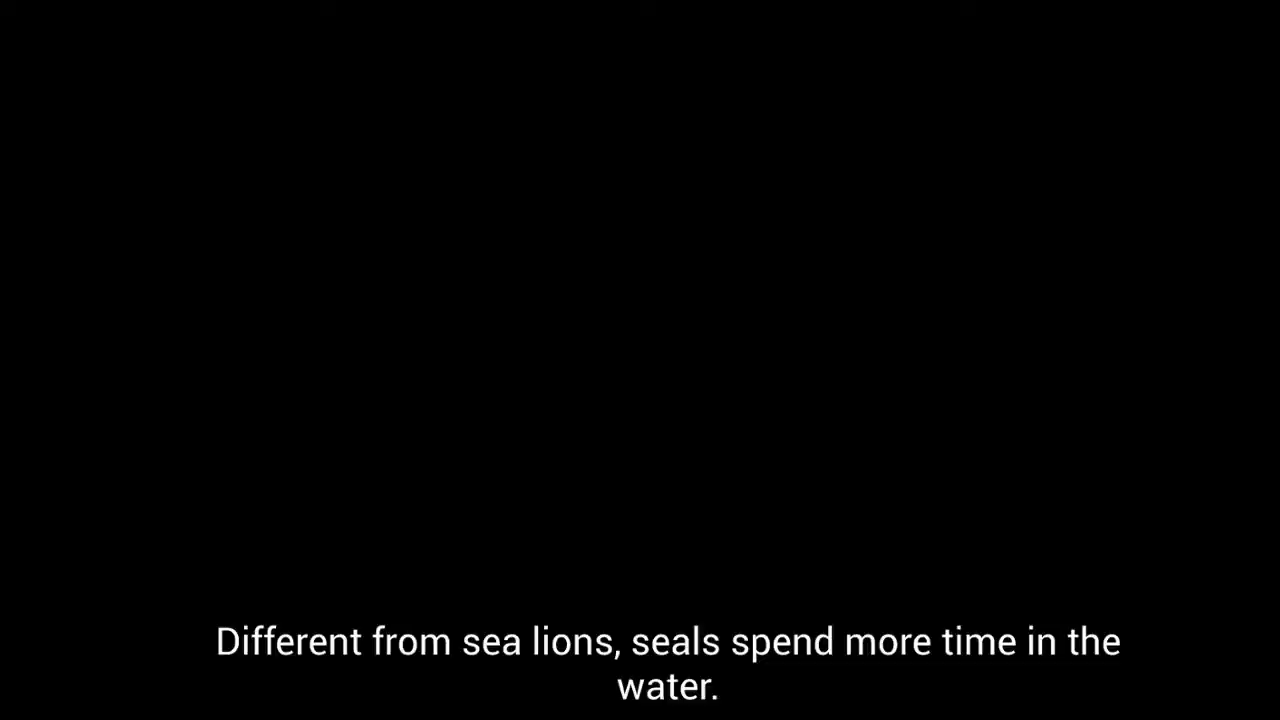 Different from sea lions, seals spend more time in the
water.